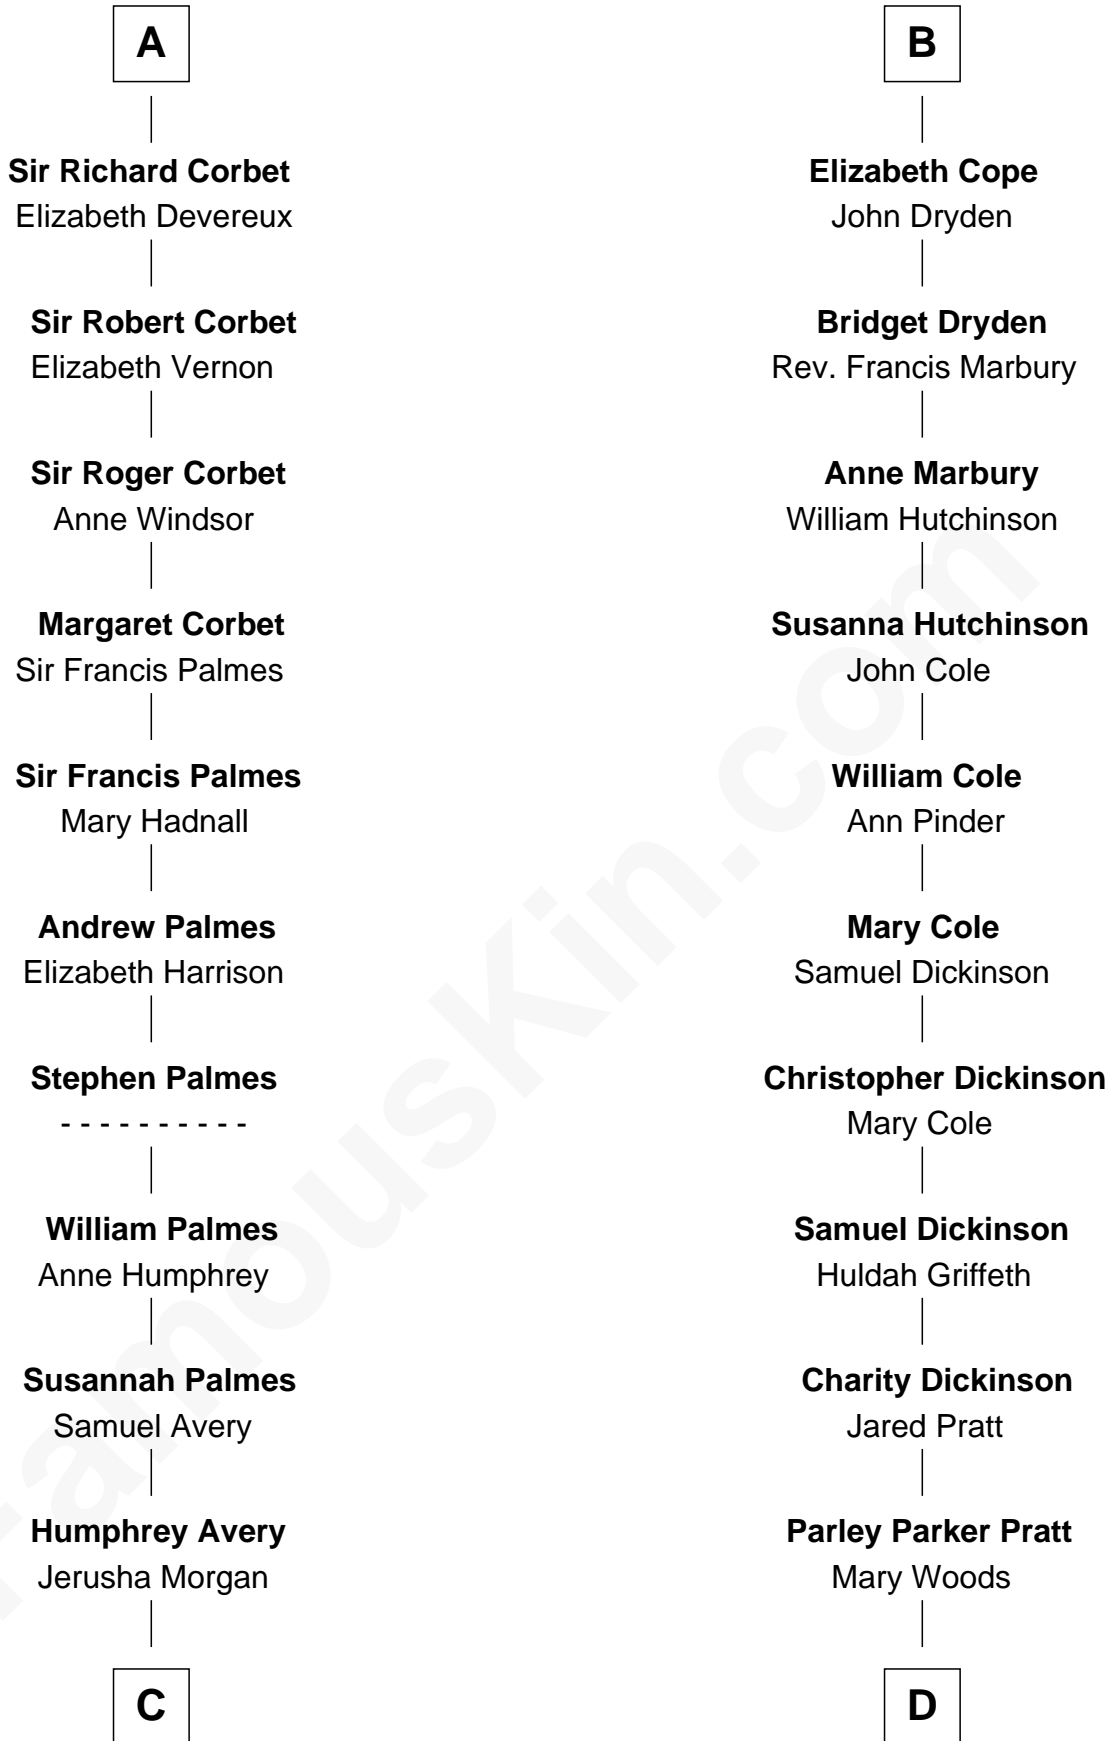 A
Sir Richard Corbet
Elizabeth Devereux
Sir Robert Corbet
Elizabeth Vernon
Sir Roger Corbet
Anne Windsor
Margaret Corbet
Sir Francis Palmes
Sir Francis Palmes
Mary Hadnall
Andrew Palmes
Elizabeth Harrison
Stephen Palmes
- - - - - - - - - -
William Palmes
Anne Humphrey
Susannah Palmes
Samuel Avery
Humphrey Avery
Jerusha Morgan
C
B
Elizabeth Cope
John Dryden
Bridget Dryden
Rev. Francis Marbury
Anne Marbury
William Hutchinson
Susanna Hutchinson
John Cole
William Cole
Ann Pinder
Mary Cole
Samuel Dickinson
Christopher Dickinson
Mary Cole
Samuel Dickinson
Huldah Griffeth
Charity Dickinson
Jared Pratt
Parley Parker Pratt
Mary Woods
D
FamousKin.com